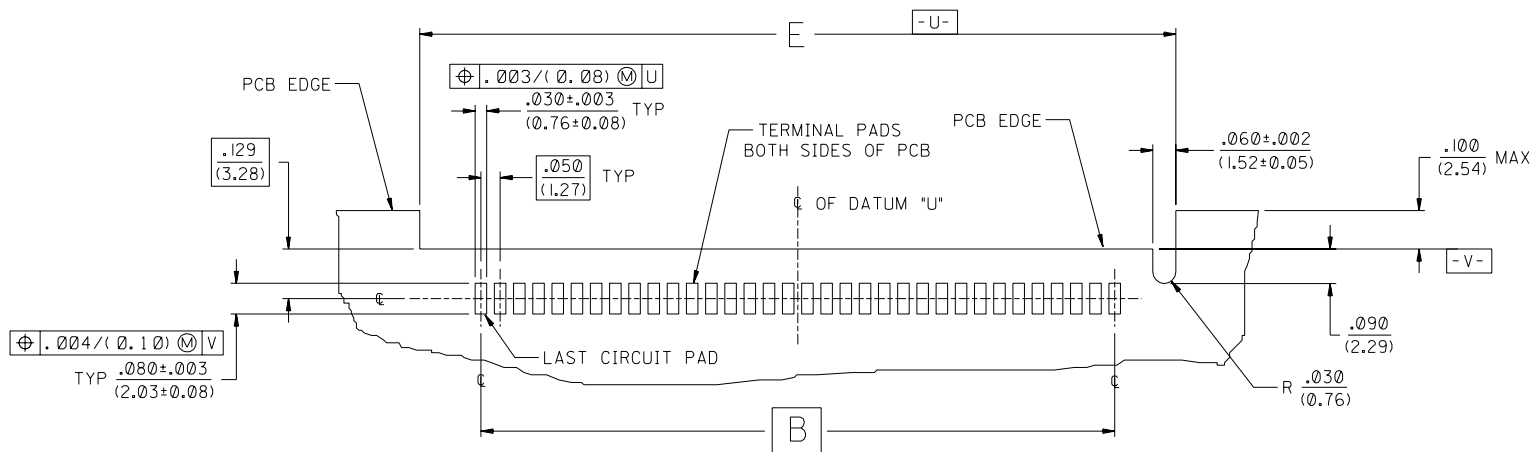 -U-
E
⌖ .003/(0.08) Ⓜ U
PCB EDGE
.030±.003
(0.76±0.08)
TYP
TERMINAL PADS
BOTH SIDES OF PCB
PCB EDGE
.060±.002
(1.52±0.05)
.100
(2.54)
MAX
.129
(3.28)
.050
(1.27)
TYP
℄ OF DATUM "U"
-V-
℄
⌖ .004/(0.10) Ⓜ V
TYP
.080±.003
(2.03±0.08)
LAST CIRCUIT PAD
.090
(2.29)
℄
℄
R .030
(0.76)
B